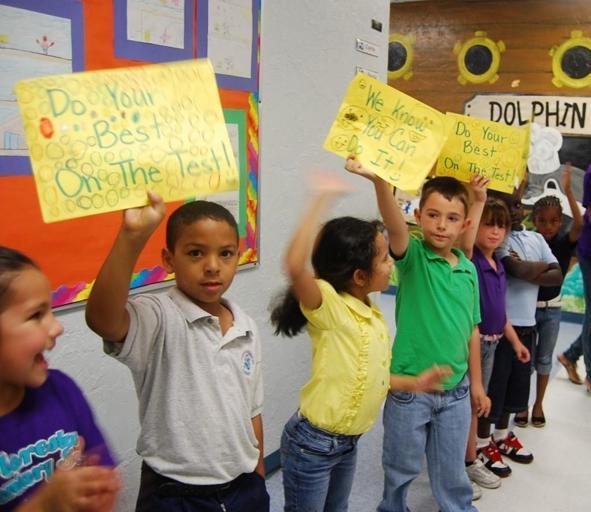 Do Your
Best
On The Test!!
We Know
You Can
Do It!
Do Your
Best
On The Test!
DOLPHIN